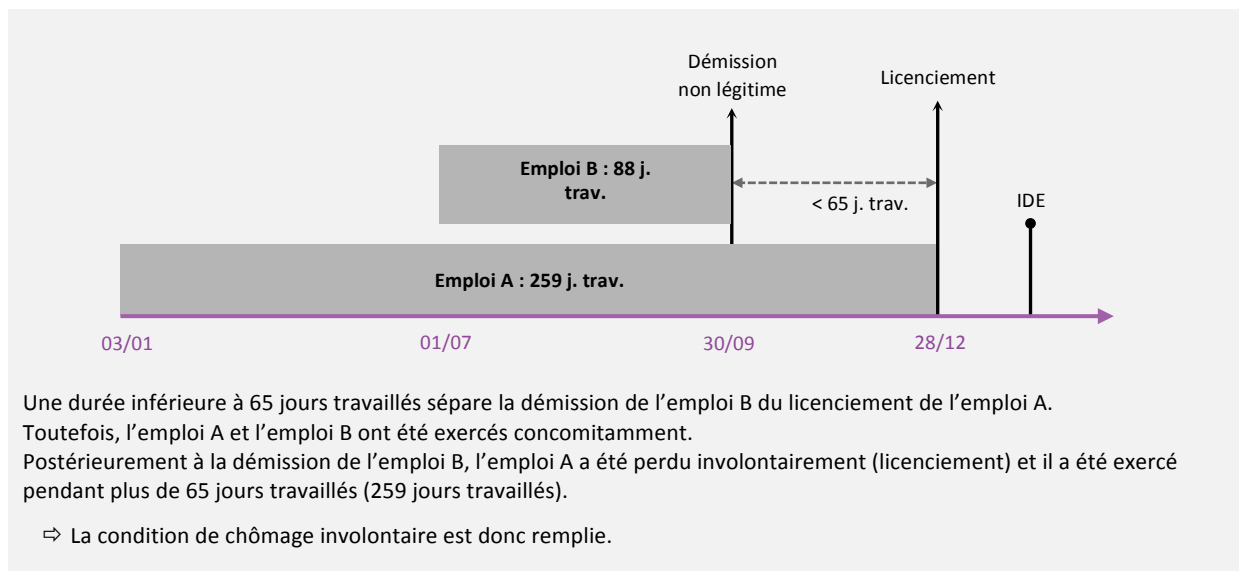 Démission
non légitime
Licenciement
Emploi B : 88 j.
trav.
< 65 j. trav.
IDE
Emploi A : 259 j. trav.
03/01
01/07
30/09
28/12
Une durée inférieure à 65 jours travaillés sépare la démission de l’emploi B du licenciement de l’emploi A.
Toutefois, l’emploi A et l’emploi B ont été exercés concomitamment.
Postérieurement à la démission de l’emploi B, l’emploi A a été perdu involontairement (licenciement) et il a été exercé
pendant plus de 65 jours travaillés (259 jours travaillés).
⇨ La condition de chômage involontaire est donc remplie.